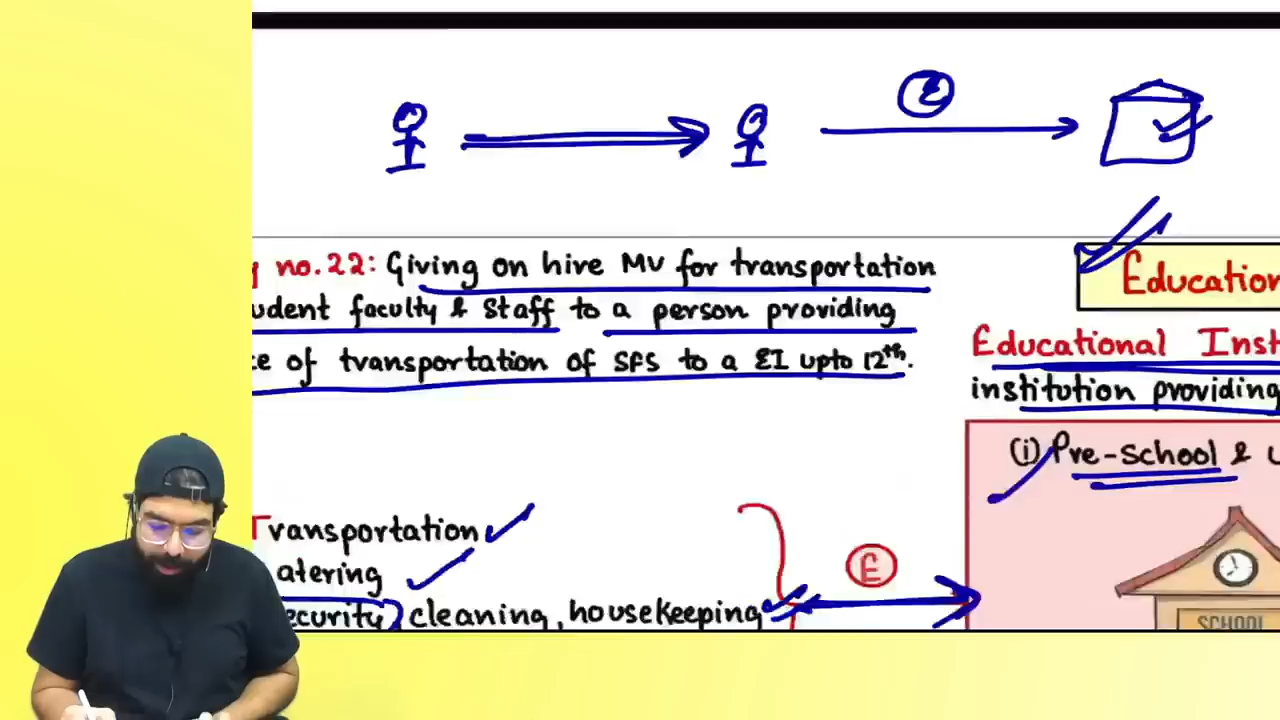 E
no.22: Giving on hire MV for transportation
udent faculty & Staff to a person providing
ce of transportation of SFS to a EI upto 12th.
Education
Educational Inst
institution providing
(i) Pre-school & u
Transportation
atering
ecurity, cleaning, housekeeping
E
SCHOOL